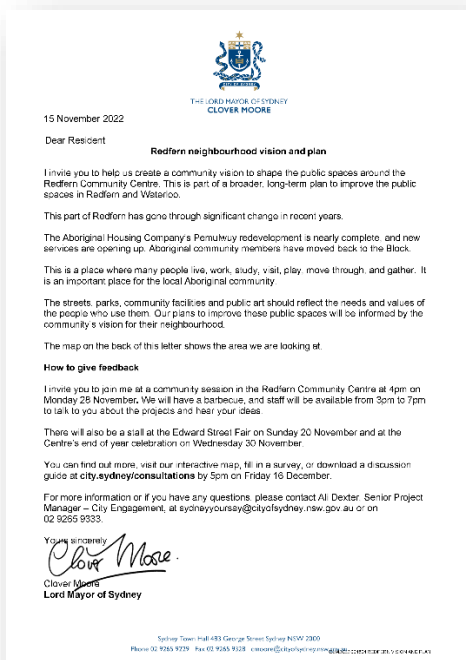 THE LORD MAYOR OF SYDNEY
CLOVER MOORE
15 November 2022
Dear Resident
Redfern neighbourhood vision and plan
I invite you to help us create a community vision to shape the public spaces around the
Redfern Community Centre. This is part of a broader, long-term plan to improve the public
spaces in Redfern and Waterloo.
This part of Redfern has gone through significant change in recent years.
The Aboriginal Housing Company's Pemulwuy redevelopment is nearly complete, and new
services are opening up. Aboriginal community members have moved back to the Block.
This is a place where many people live, work, study, visit, play, move through, and gather. It
is an important place for the local Aboriginal community.
The streets, parks, community facilities and public art should reflect the needs and values of
the people who use them. Our plans to improve these public spaces will be informed by the
community's vision for their neighbourhood.
The map on the back of this letter shows the area we are looking at.
How to give feedback
I invite you to join me at a community session in the Redfern Community Centre at 4pm on
Monday 28 November. We will have a barbecue, and staff will be available from 3pm to 7pm
to talk to you about the projects and hear your ideas.
There will also be a stall at the Edward Street Fair on Sunday 20 November and at the
Centre's end of year celebration on Wednesday 30 November.
You can find out more, visit our interactive map, fill in a survey, or download a discussion
guide at city.sydney/consultations by 5pm on Friday 16 December.
For more information or if you have any questions, please contact Ali Dexter, Senior Project
Manager – City Engagement, at sydneyyoursay@cityofsydney.nsw.gov.au or on
02 9265 9333.
Yours sincerely
Clover Moore
Clover Moore
Lord Mayor of Sydney
Sydney Town Hall 483 George Street Sydney NSW 2000
Phone 02 9265 9229 Fax 02 9265 9328 cmoore@cityofsydney.nsw.gov.au